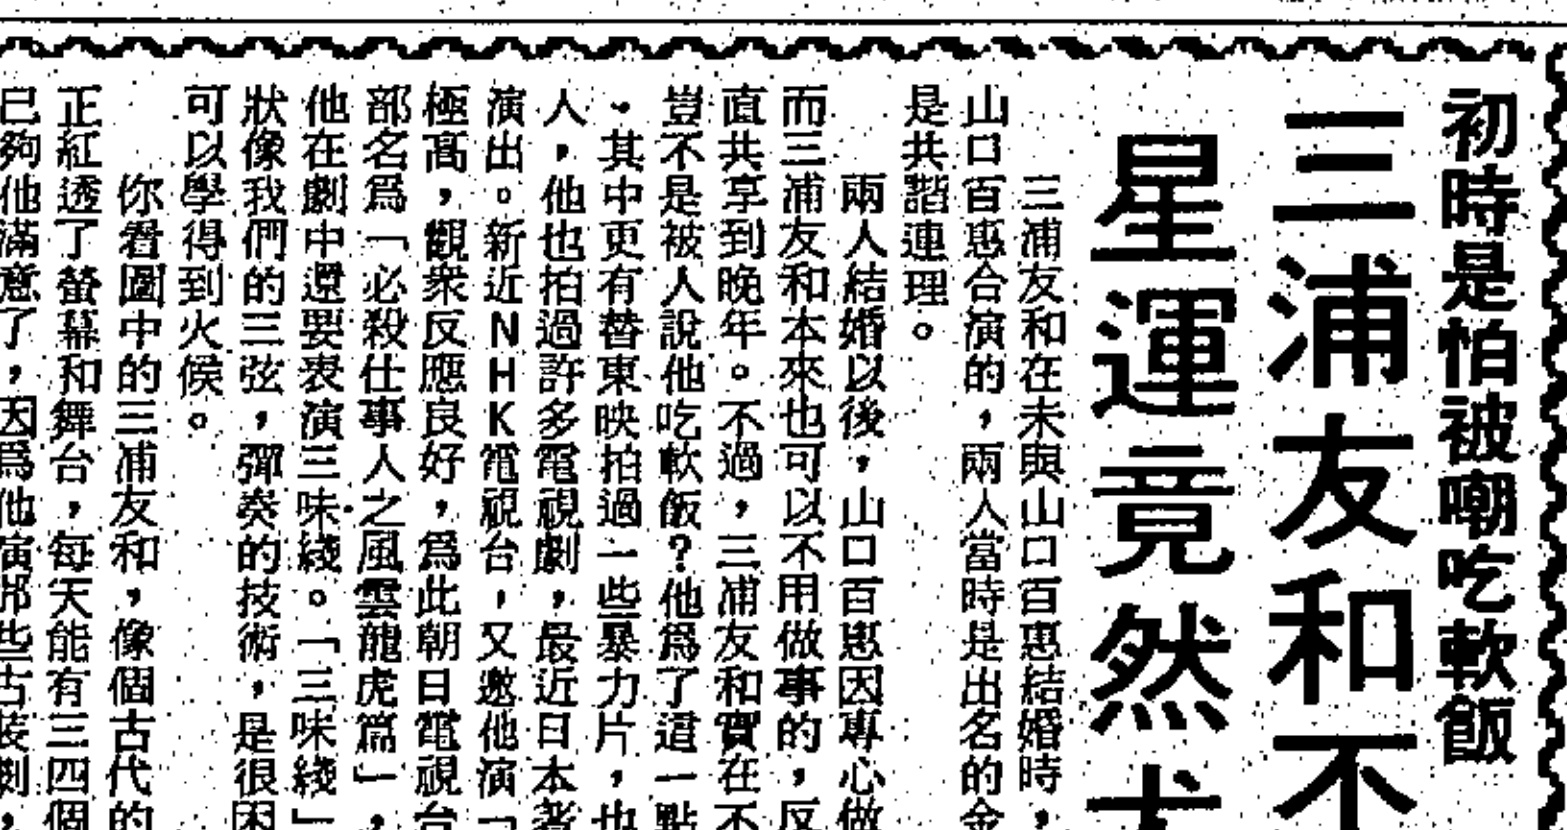 初時是怕被嘲吃軟飯
三浦友和不
星運竟然尤
三浦友和在未與山口百惠結婚時，
山口百惠合演的，兩人當時是出名的金
是共諧連理。
兩人結婚以後，山口百惠因專心做
而三浦友和本來也可以不用做事的，反
直共享到晚年。不過，三浦友和實在不
豈不是被人說他吃軟飯？他爲了這一點
。其中更有替東映拍過一些暴力片，也
人，他也拍過許多電視劇，最近日本著
演出。新近NHK電視台，又邀他演「
極高，觀衆反應良好，爲此朝日電視台
部名爲「必殺仕事人之風雲龍虎篇」，
他在劇中還要表演三味綫。「三味綫」
狀像我們的三弦，彈奏的技術，是很困
可以學得到火候。
你看圖中的三浦友和，像個古代的
正紅透了螢幕和舞台，每天能有三四個
已夠他滿意了，因爲他演那些古裝劇，